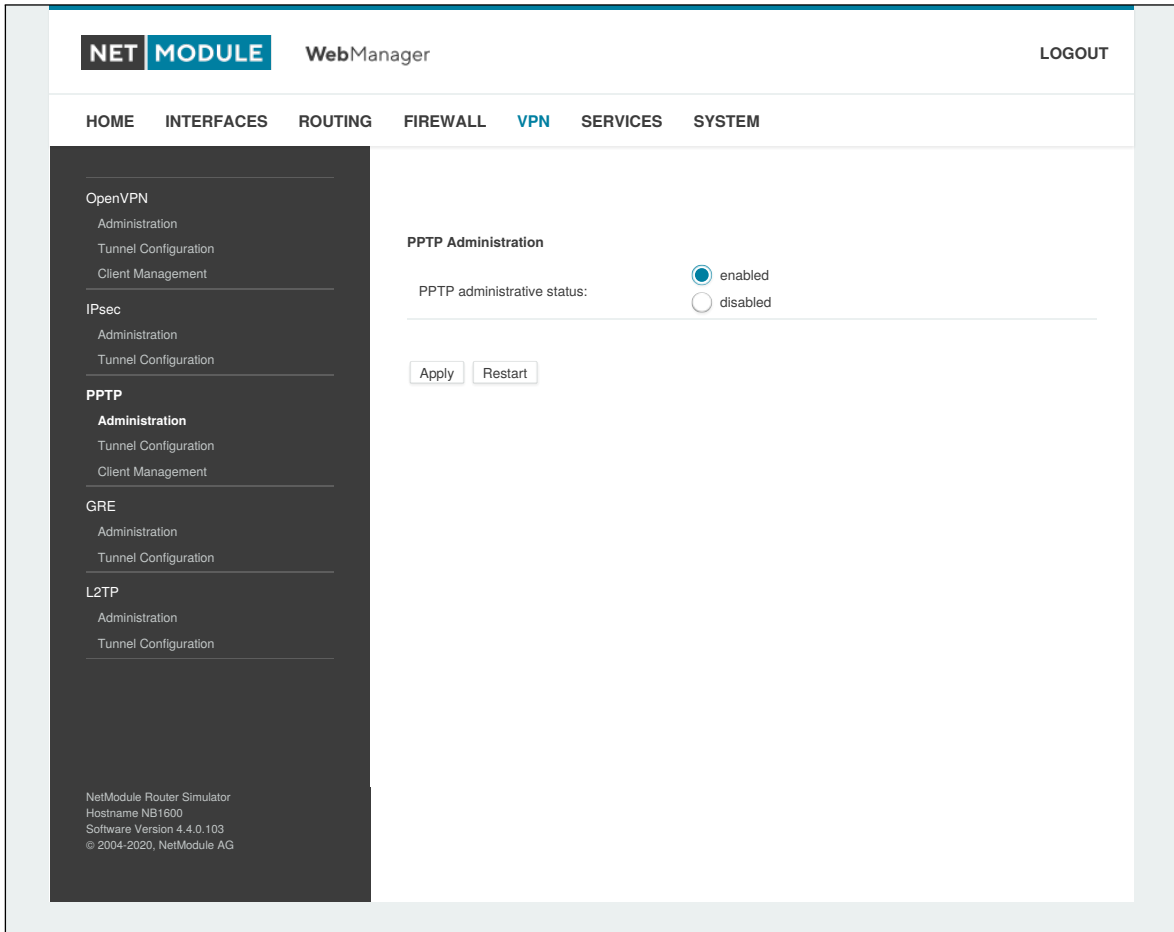 NET MODULE WebManager LOGOUT
HOME INTERFACES ROUTING FIREWALL VPN SERVICES SYSTEM
OpenVPN
Administration
Tunnel Configuration
Client Management
IPsec
Administration
Tunnel Configuration
PPTP
Administration
Tunnel Configuration
Client Management
GRE
Administration
Tunnel Configuration
L2TP
Administration
Tunnel Configuration
NetModule Router Simulator
Hostname NB1600
Software Version 4.4.0.103
© 2004-2020, NetModule AG
PPTP Administration
PPTP administrative status:
enabled
disabled
Apply Restart